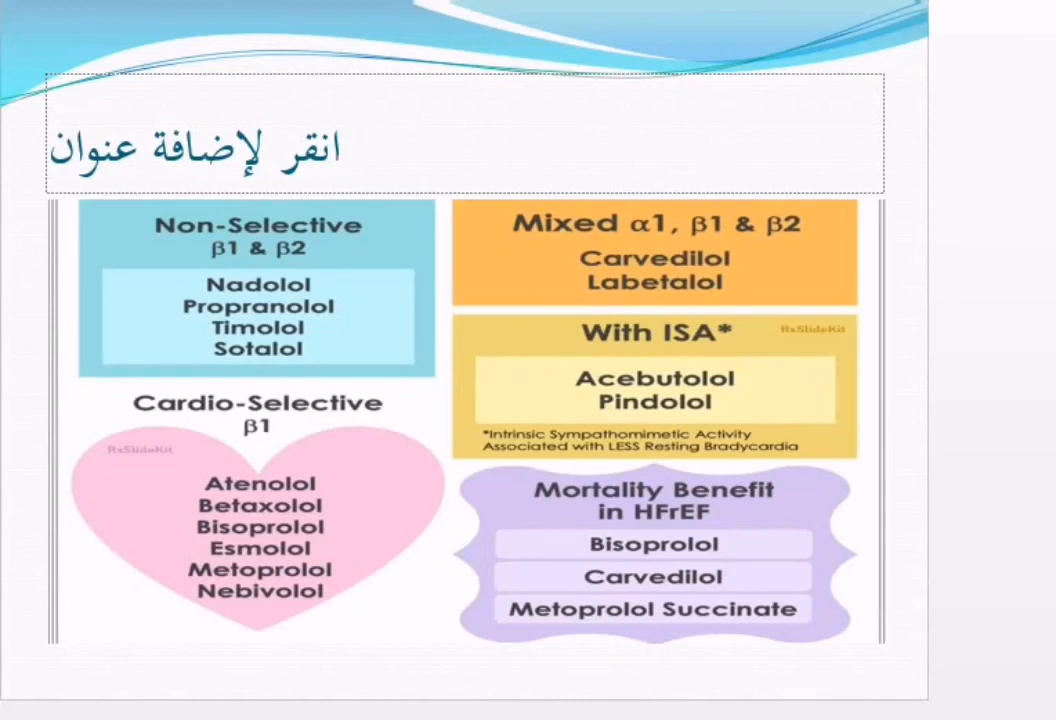 انقر لإضافة عنوان
Non-Selective
β1 & β2
Nadolol
Propranolol
Timolol
Sotalol
Cardio-Selective
β1
RxSlideKit
Atenolol
Betaxolol
Bisoprolol
Esmolol
Metoprolol
Nebivolol
Mixed α1, β1 & β2
Carvedilol
Labetalol
With ISA*
RxSlideKit
Acebutolol
Pindolol
*Intrinsic Sympathomimetic Activity
Associated with LESS Resting Bradycardia
Mortality Benefit
in HFrEF
Bisoprolol
Carvedilol
Metoprolol Succinate